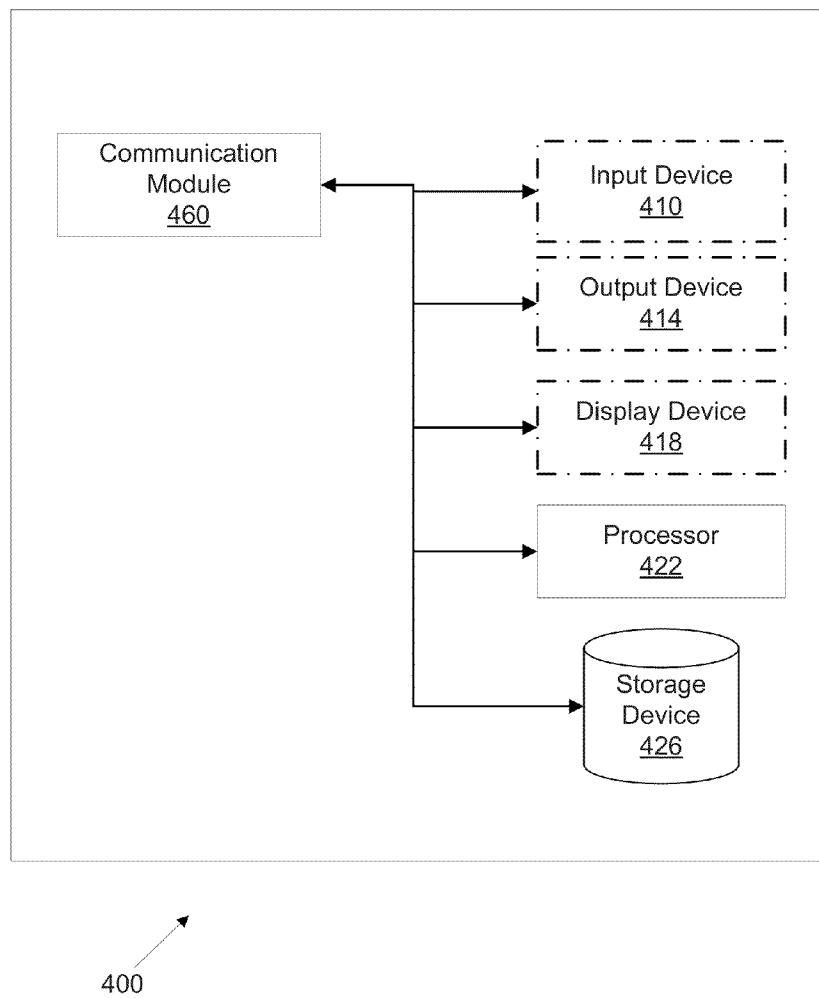 Communication
Module
460
Input Device
410
Output Device
414
Display Device
418
Processor
422
Storage
Device
426
400